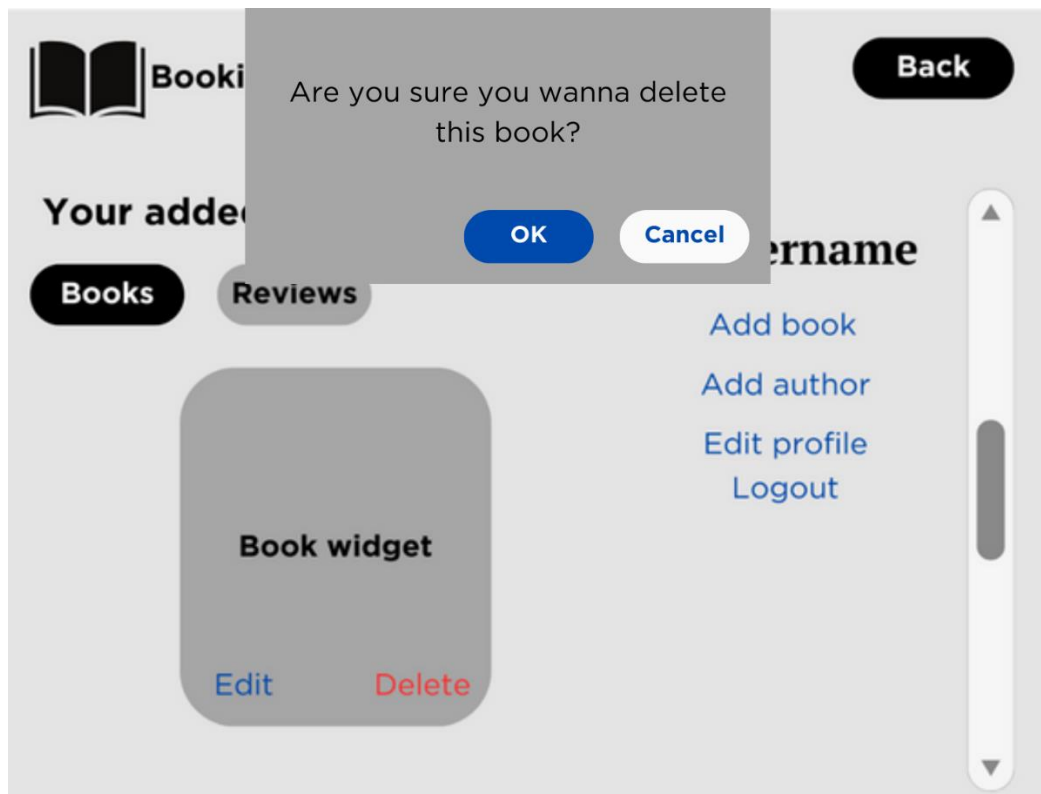 Booki
Back
Are you sure you wanna delete
this book?
OK
Cancel
Your added
ername
Books
Reviews
Add book
Add author
Edit profile
Logout
Book widget
Edit
Delete